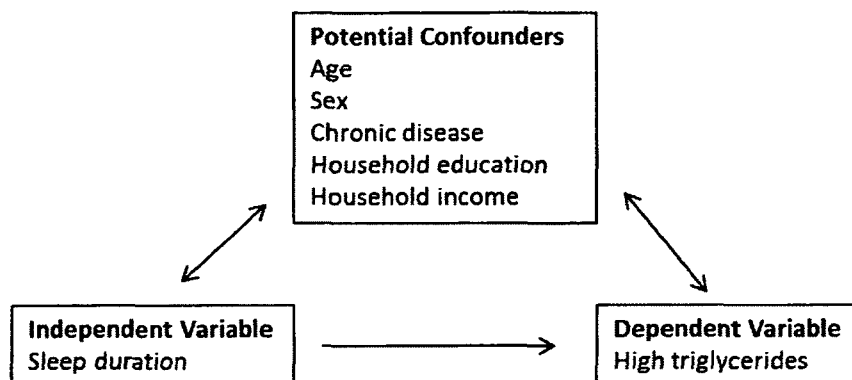 Potential Confounders
Age
Sex
Chronic disease
Household education
Household income
Independent Variable
Sleep duration
Dependent Variable
High triglycerides